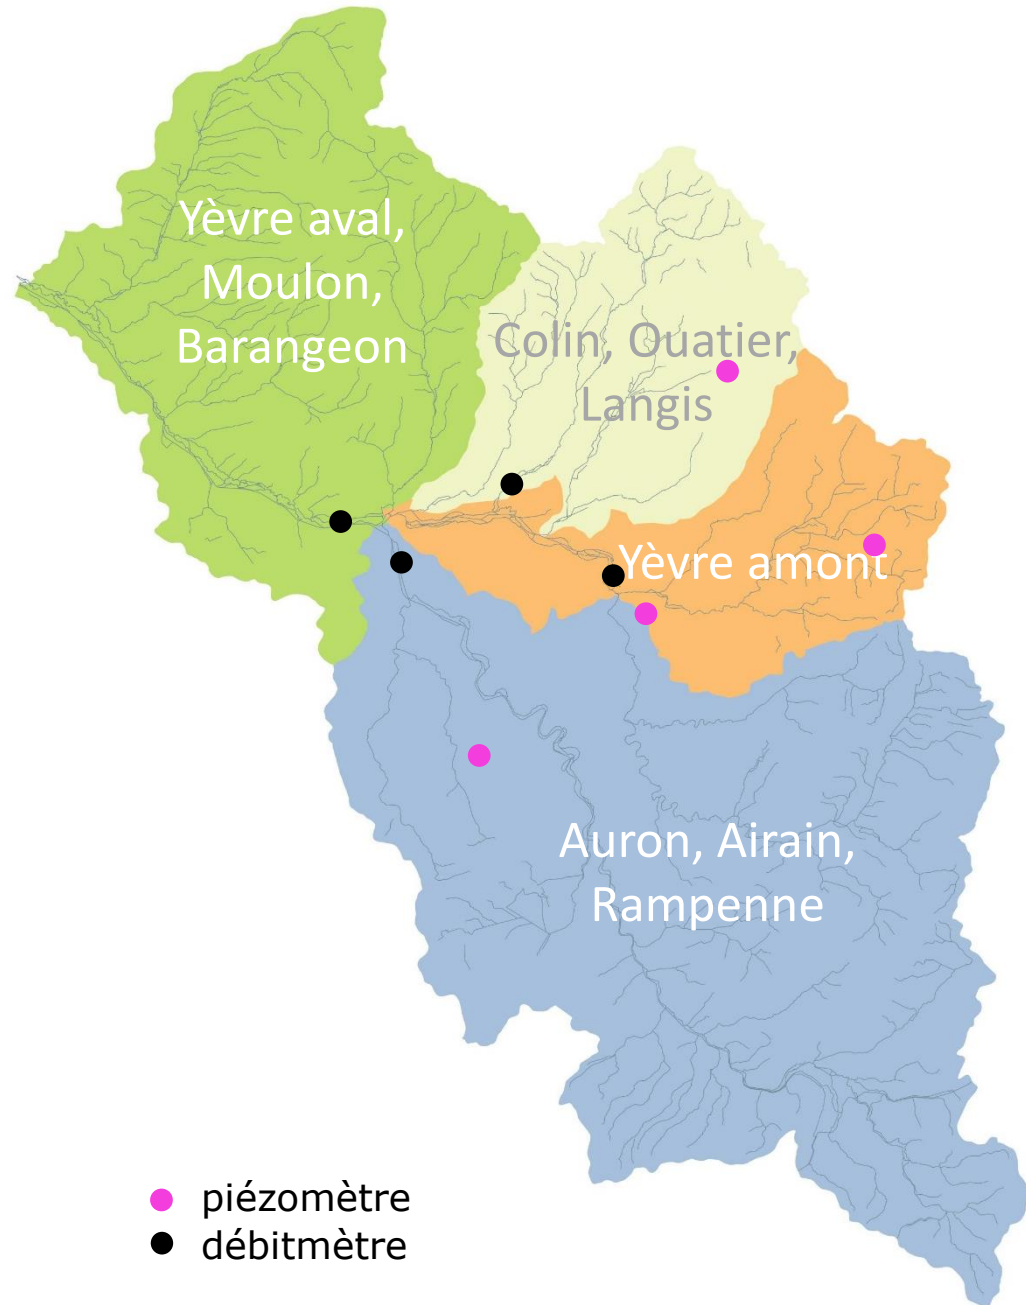 Yèvre aval,
Moulon,
Barangeon
Colin, Ouatier,
Langis
Yèvre amont
Auron, Airain,
Rampenne
piézomètre
débitmètre